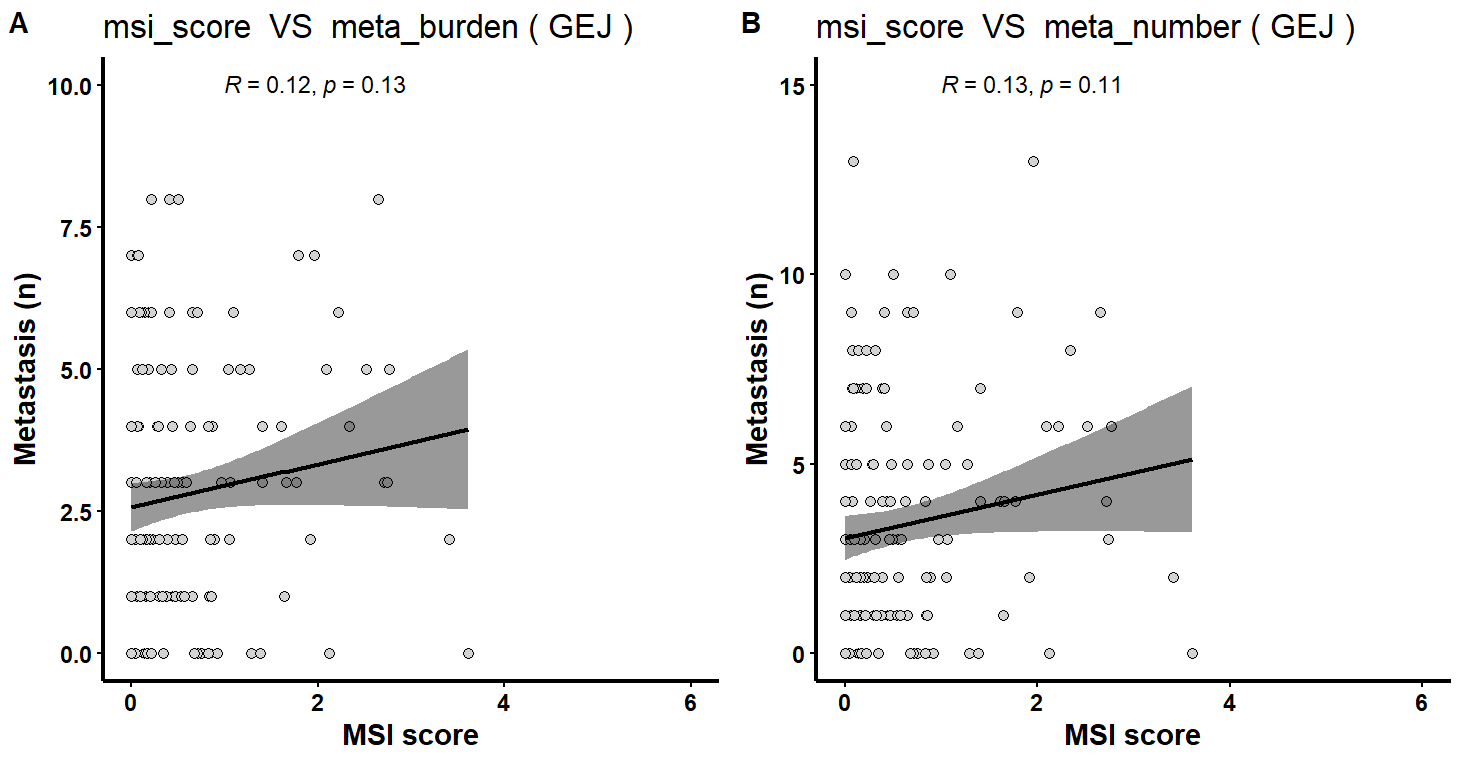 A
msi_score VS meta_burden ( GEJ )
R = 0.12, p = 0.13
10.0
7.5
5.0
2.5
0.0
Metastasis (n)
0 2 4 6
MSI score
B
msi_score VS meta_number ( GEJ )
R = 0.13, p = 0.11
15
10
5
0
Metastasis (n)
0 2 4 6
MSI score